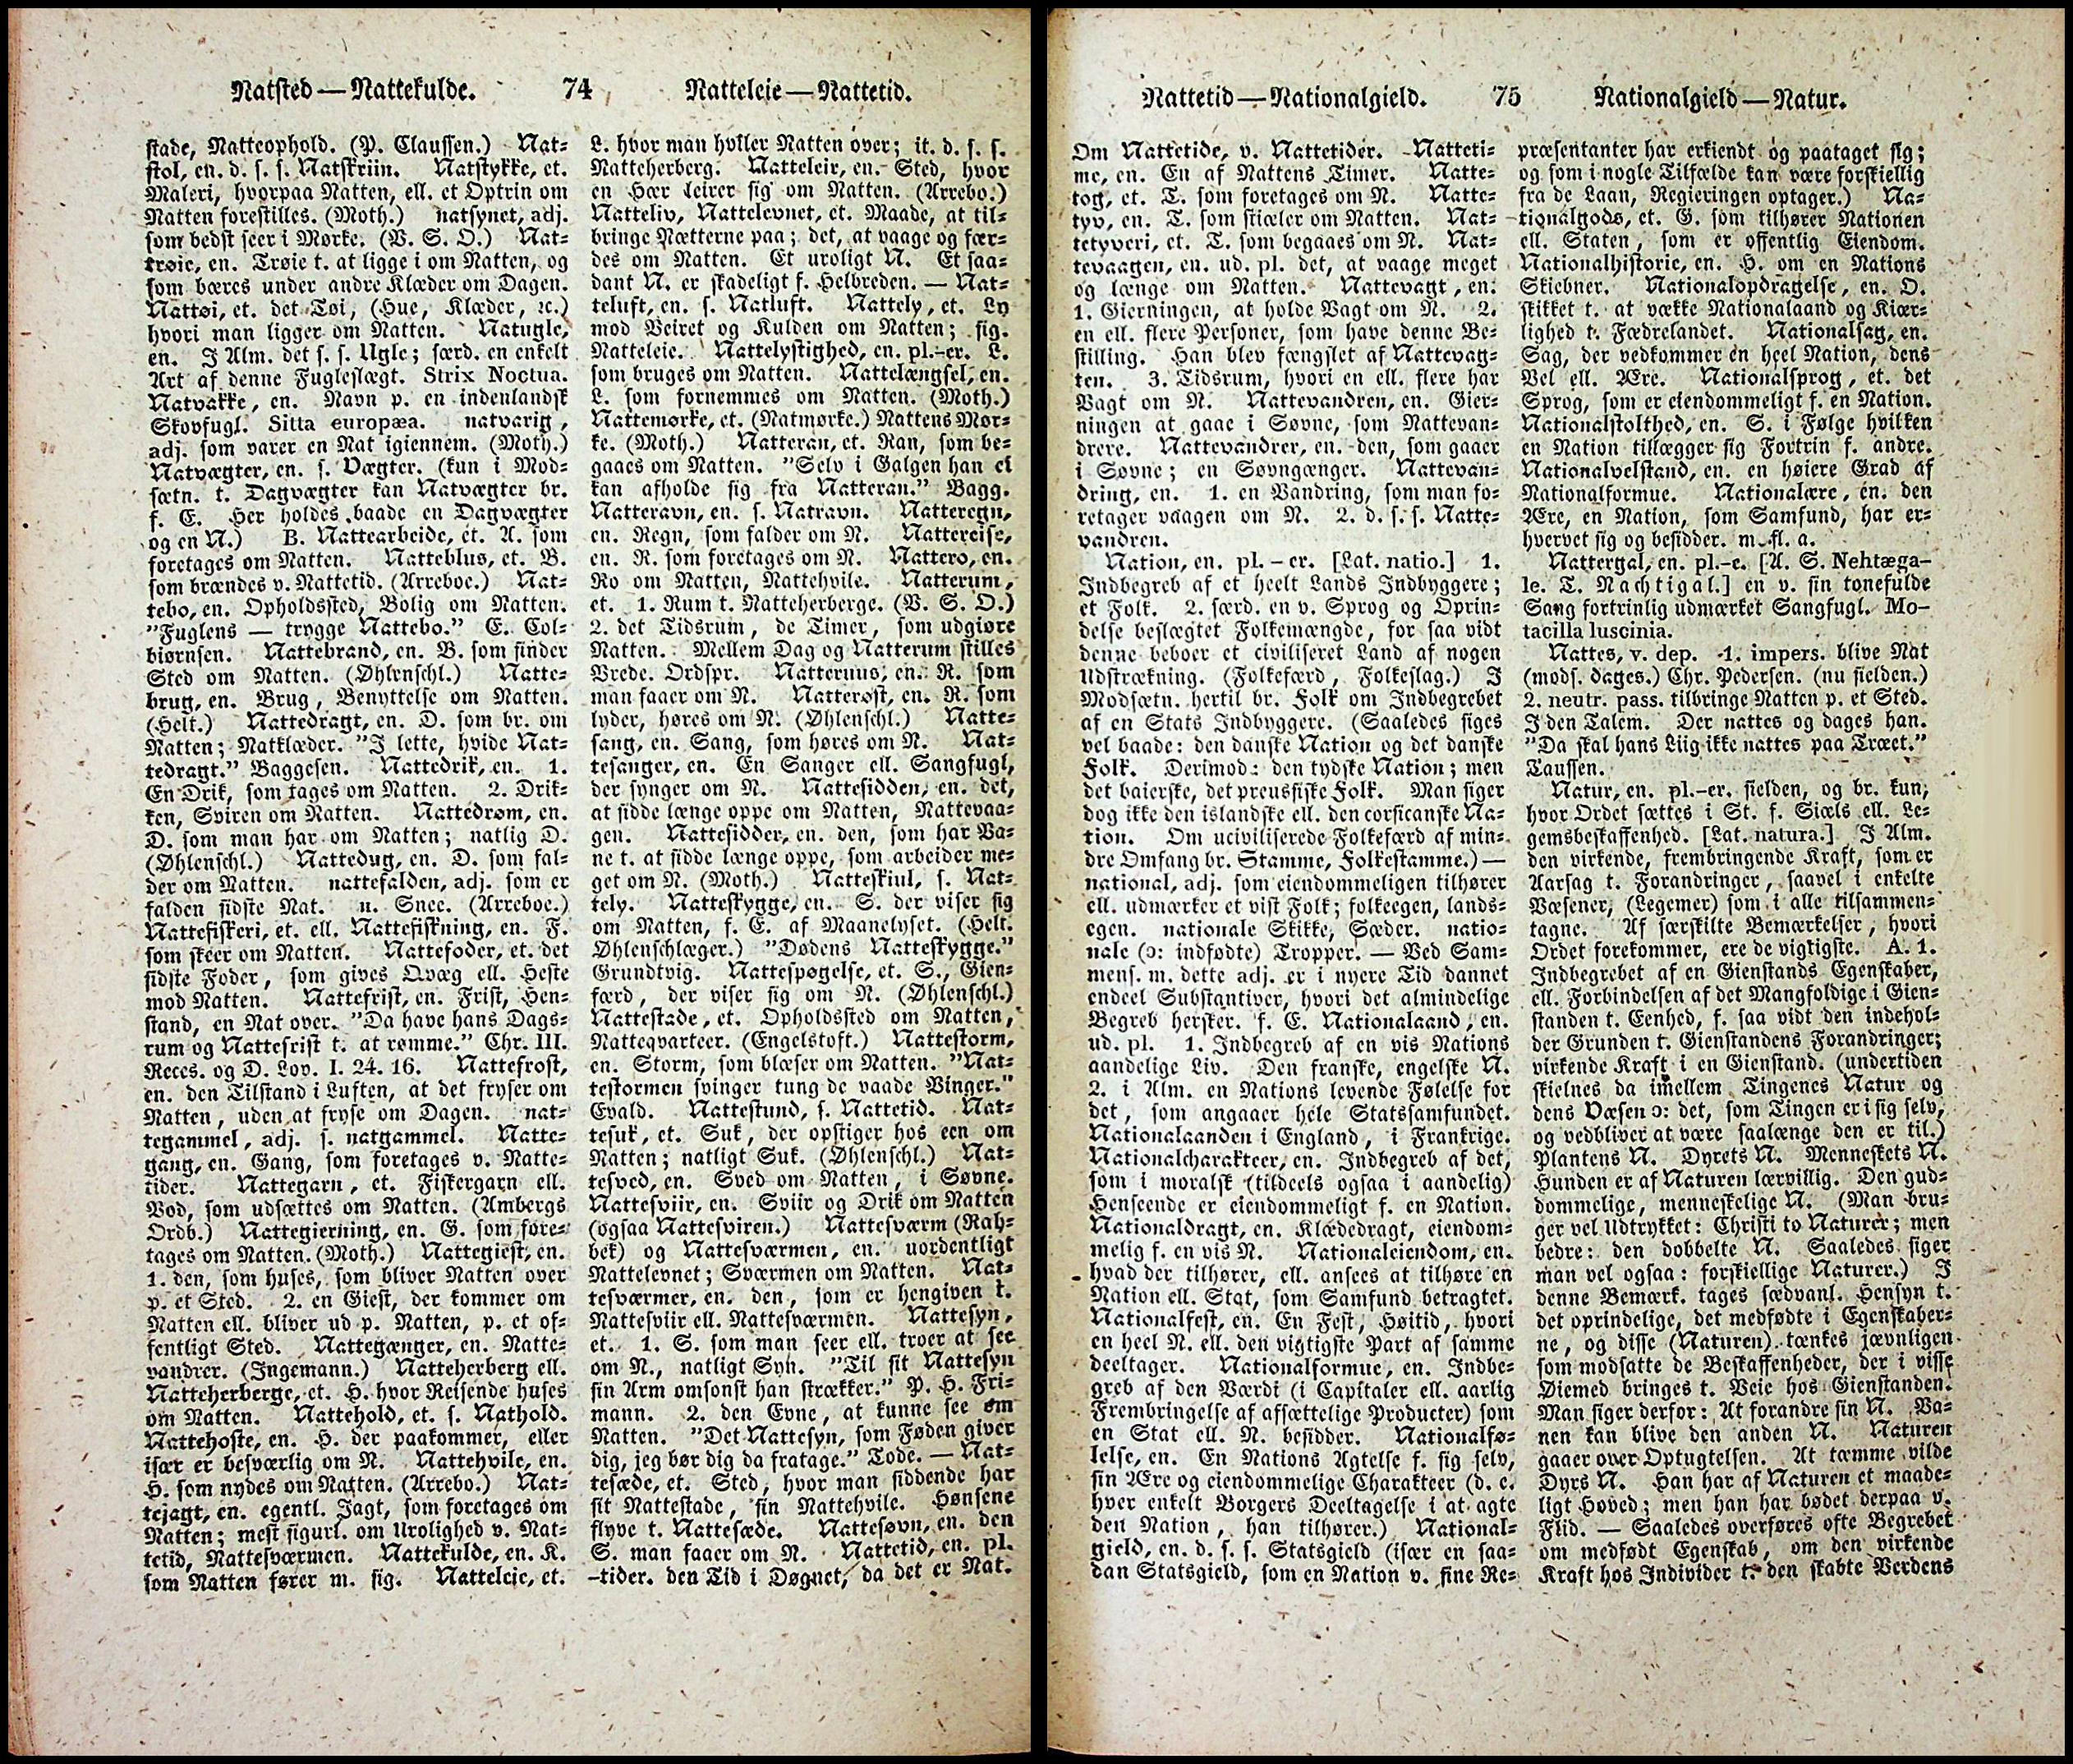 Natsted — Nattekulde.
74
Natteleie — Nattetid.
stade, Natteophold. (P. Claussen.) Nat-
stol, en. d. s. s. Natskriin. Natstykke, et.
Maleri, hvorpaa Natten, ell. et Optrin om
Natten forestilles. (Moth.) natsynet, adj.
som bedst seer i Mørke. (V. S. O.) Nat-
trøie, en. Trøie t. at ligge i om Natten, og
som bæres under andre Klæder om Dagen.
Nattøi, et. det Tøi, (Hue, Klæder, ꝛc.)
hvori man ligger om Natten. Natugle,
en. I Alm. det s. s. Ugle; særd. en enkelt
Art af denne Fugleslægt. Strix Noctua.
Natvakke, en. Navn p. en indenlandsk
Skovfugl. Sitta europæa. natvarig,
adj. som varer en Nat igiennem. (Moth.)
Natvægter, en. s. Vægter. (kun i Mod-
sætn. t. Dagvægter kan Natvægter br.
f. E. Her holdes baade en Dagvægter
og en N.) B. Nattearbeide, et. A. som
foretages om Natten. Natteblus, et. B.
som brændes v. Nattetid. (Arreboe.) Nat-
tebo, en. Opholdssted, Bolig om Natten.
"Fuglens — trygge Nattebo." E. Col-
biørnsen. Nattebrand, en. B. som finder
Sted om Natten. (Øhlenschl.) Natte-
brug, en. Brug, Benyttelse om Natten.
(Helt.) Nattedragt, en. D. som br. om
Natten; Natklæder. "I lette, hvide Nat-
tedragt." Baggesen. Nattedrik, en. 1.
En Drik, som tages om Natten. 2. Drik-
ken, Sviren om Natten. Nattedrøm, en.
D. som man har om Natten; natlig D.
(Øhlenschl.) Nattedug, en. D. som fal-
der om Natten. nattefalden, adj. som er
falden sidste Nat. n. Snee. (Arreboe.)
Nattefiskeri, et. ell. Nattefiskning, en. F.
som skeer om Natten. Nattefoder, et. det
sidste Foder, som gives Qvæg ell. Heste
mod Natten. Nattefrist, en. Frist, Hen-
stand, en Nat over. "Da have hans Dags-
rum og Nattefrist t. at rømme." Chr. III.
Reces. og D. Lov. I. 24. 16. Nattefrost,
en. den Tilstand i Luften, at det fryser om
Natten, uden at fryse om Dagen. nat-
tegammel, adj. s. natgammel. Natte-
gang, en. Gang, som foretages v. Natte-
tider. Nattegarn, et. Fiskergarn ell.
Vod, som udsættes om Natten. (Ambergs
Ordb.) Nattegierning, en. G. som fore-
tages om Natten. (Moth.) Nattegiest, en.
1. den, som huses, som bliver Natten over
p. et Sted. 2. en Giest, der kommer om
Natten ell. bliver ud p. Natten, p. et of-
fentligt Sted. Nattegænger, en. Natte-
vandrer. (Ingemann.) Natteherberg ell.
Natteherberge, et. H. hvor Reisende huses
om Natten. Nattehold, et. s. Nathold.
Nattehoste, en. H. der paakommer, eller
især er besværlig om N. Nattehvile, en.
H. som nydes om Natten. (Arrebo.) Nat-
tejagt, en. egentl. Jagt, som foretages om
Natten; mest figurl. om Urolighed v. Nat-
tetid, Nattesværmen. Nattekulde, en. K.
som Natten fører m. sig. Natteleie, et.
L. hvor man hviler Natten over; it. d. s. s.
Natteherberg. Natteleir, en. Sted, hvor
en Hær leirer sig om Natten. (Arrebo.)
Natteliv, Nattelevnet, et. Maade, at til-
bringe Nætterne paa; det, at vaage og fær-
des om Natten. Et uroligt N. Et saa-
dant N. er skadeligt f. Helbreden. — Nat-
teluft, en. s. Natluft. Nattely, et. Ly
mod Veiret og Kulden om Natten; fig.
Natteleie. Nattelystighed, en. pl.-er. L.
som bruges om Natten. Nattelængsel, en.
L. som fornemmes om Natten. (Moth.)
Nattemørke, et. (Natmørke.) Nattens Mør-
ke. (Moth.) Natteran, et. Ran, som be-
gaaes om Natten. "Selv i Galgen han ei
kan afholde sig fra Natteran." Bagg.
Natteravn, en. s. Natravn. Natteregn,
en. Regn, som falder om N. Nattereise,
en. R. som foretages om N. Nattero, en.
Ro om Natten, Nattehvile. Natterum,
et. 1. Rum t. Natteherberge. (V. S. O.)
2. det Tidsrum, de Timer, som udgiøre
Natten. Mellem Dag og Natterum stilles
Vrede. Ordspr. Natteruus, en. R. som
man faaer om N. Natterøst, en. R. som
lyder, høres om N. (Øhlenschl.) Natte-
sang, en. Sang, som høres om N. Nat-
tesanger, en. En Sanger ell. Sangfugl,
der synger om N. Nattesidden, en. det,
at sidde længe oppe om Natten, Nattevaa-
gen. Nattesidder, en. den, som har Va-
ne t. at sidde længe oppe, som arbeider me-
get om N. (Moth.) Natteskiul, s. Nat-
tely. Natteskygge, en. S. der viser sig
om Natten, f. E. af Maanelyset. (Helt.
Øhlenschlæger.) "Dødens Natteskygge."
Grundtvig. Nattespøgelse, et. S., Gien-
færd, der viser sig om N. (Øhlenschl.)
Nattestade, et. Opholdssted om Natten,
Natteqvarteer. (Engelstoft.) Nattestorm,
en. Storm, som blæser om Natten. "Nat-
testormen svinger tung de vaade Vinger."
Evald. Nattestund, s. Nattetid. Nat-
tesuk, et. Suk, der opstiger hos een om
Natten; natligt Suk. (Øhlenschl.) Nat-
tesved, en. Sved om Natten, i Søvne.
Nattesviir, en. Sviir og Drik om Natten
(ogsaa Nattesviren.) Nattesværm (Rah-
bek) og Nattesværmen, en. uordentligt
Nattelevnet; Sværmen om Natten. Nat-
tesværmer, en. den, som er hengiven t.
Nattesviir ell. Nattesværmen. Nattesyn,
et. 1. S. som man seer ell. troer at see
om N., natligt Syn. "Til sit Nattesyn
sin Arm omsonst han strækker." P. H. Fri-
mann. 2. den Evne, at kunne see om
Natten. "Det Nattesyn, som Føden giver
dig, jeg bør dig da fratage." Tode. — Nat-
tesæde, et. Sted, hvor man siddende har
sit Nattestade, sin Nattehvile. Hønsene
flyve t. Nattesæde. Nattesøvn, en. den
S. man faaer om N. Nattetid, en. pl.
-tider. den Tid i Døgnet, da det er Nat.
Nattetid — Nationalgield.
75
Nationalgield — Natur.
Om Nattetide, v. Nattetider. Natteti-
me, en. En af Nattens Timer. Natte-
tog, et. T. som foretages om N. Natte-
tyv, en. T. som stiæler om Natten. Nat-
tetyveri, et. T. som begaaes om N. Nat-
tevaagen, en. ud. pl. det, at vaage meget
og længe om Natten. Nattevagt, en.
1. Gierningen, at holde Vagt om N. 2.
en ell. flere Personer, som have denne Be-
stilling. Han blev fængslet af Nattevag-
ten. 3. Tidsrum, hvori en ell. flere har
Vagt om N. Nattevandren, en. Gier-
ningen at gaae i Søvne, som Nattevan-
drere. Nattevandrer, en. den, som gaaer
i Søvne; en Søvngænger. Nattevan-
dring, en. 1. en Vandring, som man fo-
retager vaagen om N. 2. d. s. s. Natte-
vandren.
Nation, en. pl. - er. [Lat. natio.] 1.
Indbegreb af et heelt Lands Indbyggere;
et Folk. 2. særd. en v. Sprog og Oprin-
delse beslægtet Folkemængde, for saa vidt
denne beboer et civiliseret Land af nogen
Udstrækning. (Folkefærd, Folkeslag.) I
Modsætn. hertil br. Folk om Indbegrebet
af en Stats Indbyggere. (Saaledes siges
vel baade: den danske Nation og det danske
Folk. Derimod: den tydske Nation; men
det baierske, det preussiske Folk. Man siger
dog ikke den islandske ell. den corsicanske Na-
tion. Om uciviliserede Folkefærd af min-
dre Omfang br. Stamme, Folkestamme.) —
national, adj. som eiendommeligen tilhører
ell. udmærker et vist Folk; folkeegen, lands-
egen. nationale Skikke, Sæder. natio-
nale (ɔ: indfødte) Tropper. — Ved Sam-
mens. m. dette adj. er i nyere Tid dannet
endeel Substantiver, hvori det almindelige
Begreb hersker. f. E. Nationalaand, en.
ud. pl. 1. Indbegreb af en vis Nations
aandelige Liv. Den franske, engelske N.
2. i Alm. en Nations levende Følelse for
det, som angaaer hele Statssamfundet.
Nationalaanden i England, i Frankrige.
Nationalcharakteer, en. Indbegreb af det,
som i moralsk (tildeels ogsaa i aandelig)
Henseende er eiendommeligt f. en Nation.
Nationaldragt, en. Klædedragt, eiendom-
melig f. en vis N. Nationaleiendom, en.
hvad der tilhører, ell. ansees at tilhøre en
Nation ell. Stat, som Samfund betragtet.
Nationalfest, en. En Fest, Høitid, hvori
en heel N. ell. den vigtigste Part af samme
deeltager. Nationalformue, en. Indbe-
greb af den Værdi (i Capitaler ell. aarlig
Frembringelse af afsættelige Producter) som
en Stat ell. N. besidder. Nationalfø-
lelse, en. En Nations Agtelse f. sig selv,
sin Ære og eiendommelige Charakteer (d. e.
hver enkelt Borgers Deeltagelse i at agte
den Nation, han tilhører.) National-
gield, en. d. s. s. Statsgield (især en saa-
dan Statsgield, som en Nation v. sine Re-
præsentanter har erkiendt og paataget sig;
og som i nogle Tilfælde kan være forskiellig
fra de Laan, Regieringen optager.) Na-
tionalgods, et. G. som tilhører Nationen
ell. Staten, som er offentlig Eiendom.
Nationalhistorie, en. H. om en Nations
Skiebner. Nationalopdragelse, en. O.
skikket t. at vække Nationalaand og Kiær-
lighed t. Fædrelandet. Nationalsag, en.
Sag, der vedkommer en heel Nation, dens
Vel ell. Ære. Nationalsprog, et. det
Sprog, som er eiendommeligt f. en Nation.
Nationalstolthed, en. S. i Følge hvilken
en Nation tillægger sig Fortrin f. andre.
Nationalvelstand, en. en høiere Grad af
Nationalformue. Nationalære, en. den
Ære, en Nation, som Samfund, har er-
hvervet sig og besidder. m. fl. a.
Nattergal, en. pl.-e. [A. S. Nehtæga-
le. T. Nachtigal.] en v. sin tonefulde
Sang fortrinlig udmærket Sangfugl. Mo-
tacilla luscinia.
Nattes, v. dep. 1. impers. blive Nat
(mods. dages.) Chr. Pedersen. (nu sielden.)
2. neutr. pass. tilbringe Natten p. et Sted.
I den Talem. Der nattes og dages han.
"Da skal hans Liig ikke nattes paa Træet."
Taussen.
Natur, en. pl.-er. sielden, og br. kun,
hvor Ordet sættes i St. f. Siæls ell. Le-
gemsbeskaffenhed. [Lat. natura.] I Alm.
den virkende, frembringende Kraft, som er
Aarsag t. Forandringer, saavel i enkelte
Væsener, (Legemer) som i alle tilsammen-
tagne. Af særskilte Bemærkelser, hvori
Ordet forekommer, ere de vigtigste. A. 1.
Indbegrebet af en Gienstands Egenskaber,
ell. Forbindelsen af det Mangfoldige i Gien-
standen t. Eenhed, f. saa vidt den indehol-
der Grunden t. Gienstandens Forandringer;
virkende Kraft i en Gienstand. (undertiden
skielnes da imellem Tingenes Natur og
dens Væsen ɔ: det, som Tingen er i sig selv,
og vedbliver at være saalænge den er til.)
Plantens N. Dyrets N. Menneskets N.
Hunden er af Naturen lærvillig. Den gud-
dommelige, menneskelige N. (Man bru-
ger vel Udtrykket: Christi to Naturer; men
bedre: den dobbelte N. Saaledes siger
man vel ogsaa: forskiellige Naturer.) I
denne Bemærk. tages sædvanl. Hensyn t.
det oprindelige, det medfødte i Egenskaber-
ne, og disse (Naturen) tænkes jævnligen
som modsatte de Beskaffenheder, der i visse
Øiemed bringes t. Veie hos Gienstanden.
Man siger derfor: At forandre sin N. Va-
nen kan blive den anden N. Naturen
gaaer over Optugtelsen. At tæmme vilde
Dyrs N. Han har af Naturen et maade-
ligt Hoved; men han har bødet derpaa v.
Flid. — Saaledes overføres ofte Begrebet
om medfødt Egenskab, om den virkende
Kraft hos Individer t. den skabte Verdens